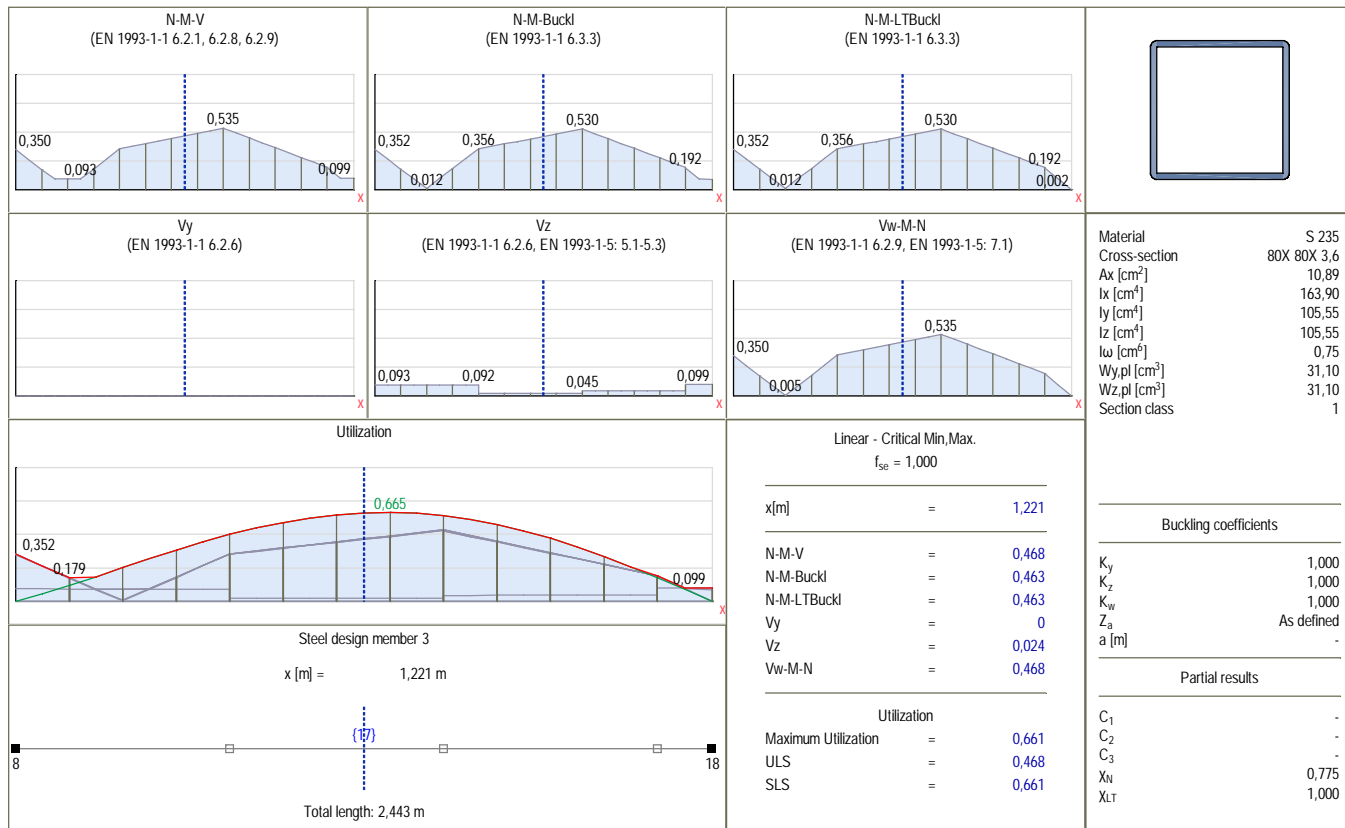 N-M-V
(EN 1993-1-1 6.2.1, 6.2.8, 6.2.9)
0,350
0,093
0,535
0,099
x
N-M-Buckl
(EN 1993-1-1 6.3.3)
0,352
0,012
0,356
0,530
0,192
x
N-M-LTBuckl
(EN 1993-1-1 6.3.3)
0,352
0,012
0,356
0,530
0,192
0,002
x
Vy
(EN 1993-1-1 6.2.6)
x
Vz
(EN 1993-1-1 6.2.6, EN 1993-1-5: 5.1-5.3)
0,093
0,092
0,045
0,099
x
Vw-M-N
(EN 1993-1-1 6.2.9, EN 1993-1-5: 7.1)
0,350
0,005
0,535
x
Material S 235
Cross-section 80X 80X 3,6
Ax [cm²] 10,89
Ix [cm⁴] 163,90
Iy [cm⁴] 105,55
Iz [cm⁴] 105,55
Iω [cm⁶] 0,75
Wy,pl [cm³] 31,10
Wz,pl [cm³] 31,10
Section class 1
Utilization
0,352
0,179
0,665
0,099
x
Steel design member 3
x [m] = 1,221 m
{17}
8
18
Total length: 2,443 m
Linear - Critical Min,Max.
fse = 1,000
x[m] = 1,221
N-M-V = 0,468
N-M-Buckl = 0,463
N-M-LTBuckl = 0,463
Vy = 0
Vz = 0,024
Vw-M-N = 0,468
Utilization
Maximum Utilization = 0,661
ULS = 0,468
SLS = 0,661
Buckling coefficients
Ky 1,000
Kz 1,000
Kw 1,000
Za As defined
a [m] -
Partial results
C1 -
C2 -
C3 -
χN 0,775
χLT 1,000